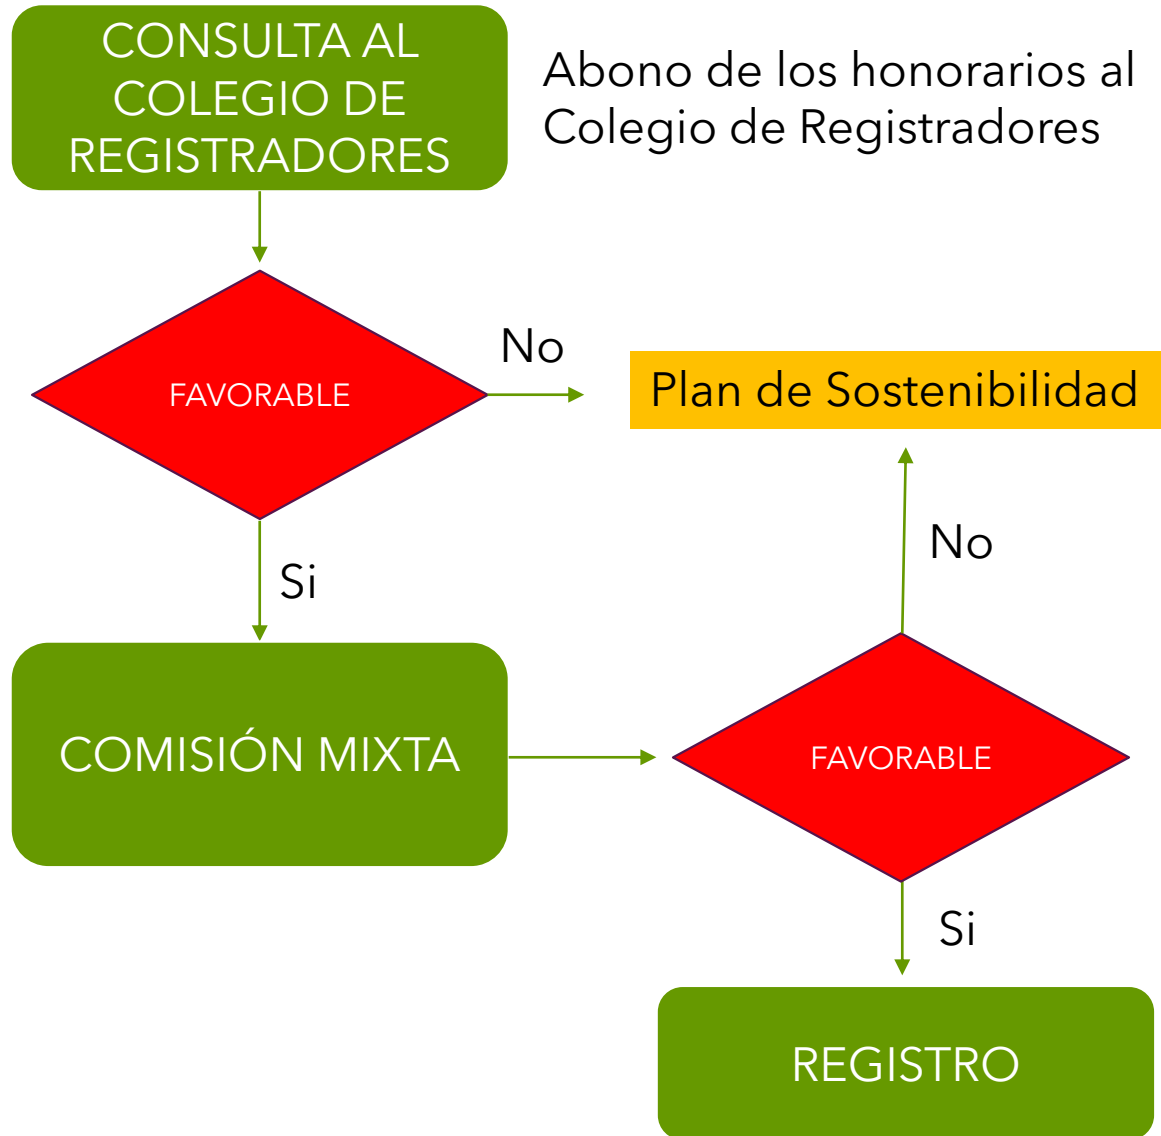 CONSULTA AL
COLEGIO DE
REGISTRADORES
Abono de los honorarios al
Colegio de Registradores
FAVORABLE
No
Plan de Sostenibilidad
Si
No
COMISIÓN MIXTA
FAVORABLE
Si
REGISTRO